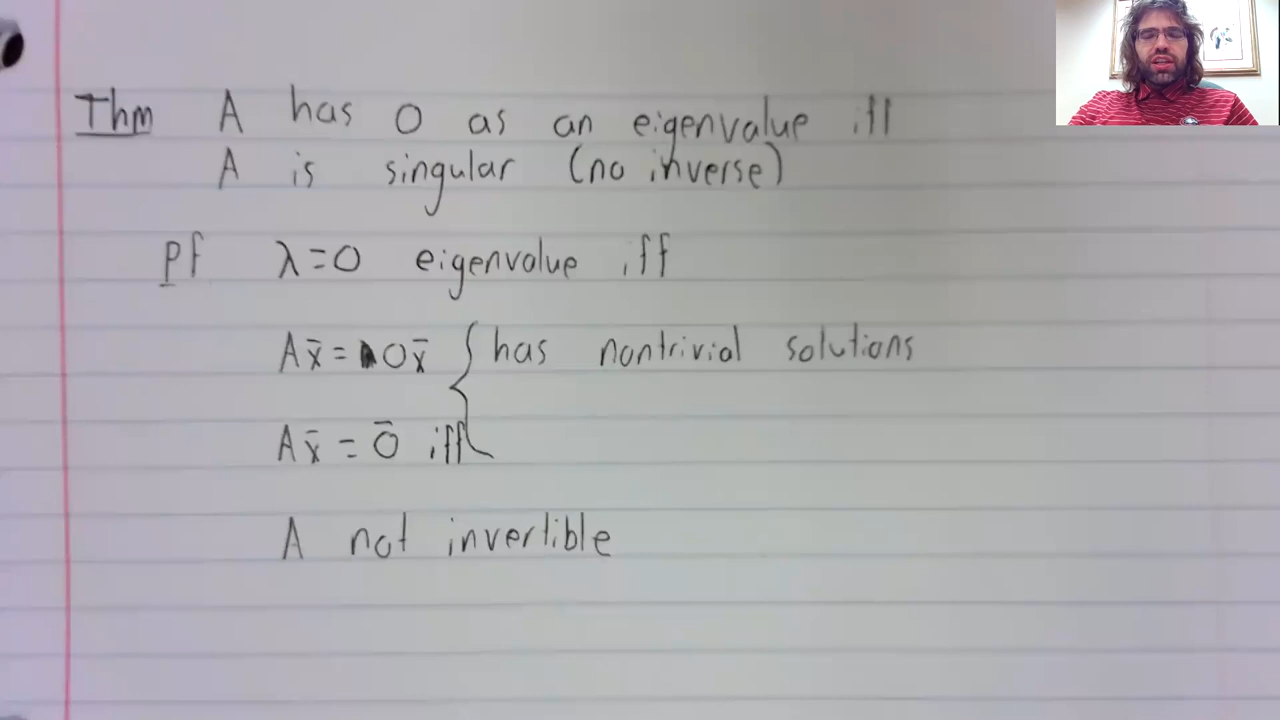 Thm A has 0 as an eigenvalue iff
A is singular (no inverse)
pf λ=0 eigenvalue iff
Ax̄ = 0x̄ { has nontrivial solutions
Ax̄ = 0̄ iff
A not invertible